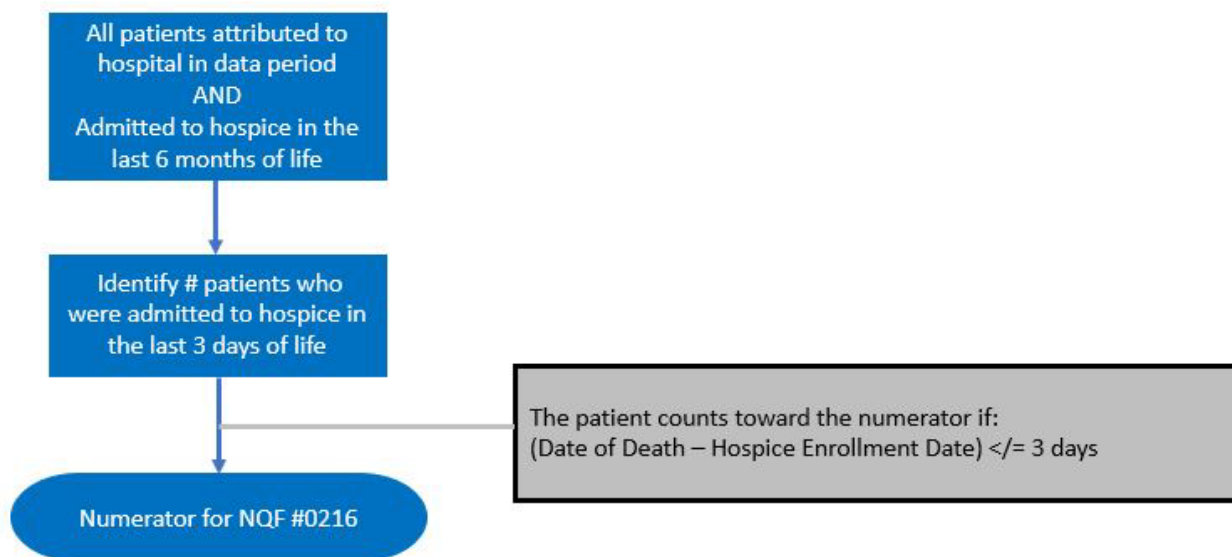 All patients attributed to
hospital in data period
AND
Admitted to hospice in the
last 6 months of life
Identify # patients who
were admitted to hospice in
the last 3 days of life
The patient counts toward the numerator if:
(Date of Death – Hospice Enrollment Date) </= 3 days
Numerator for NQF #0216